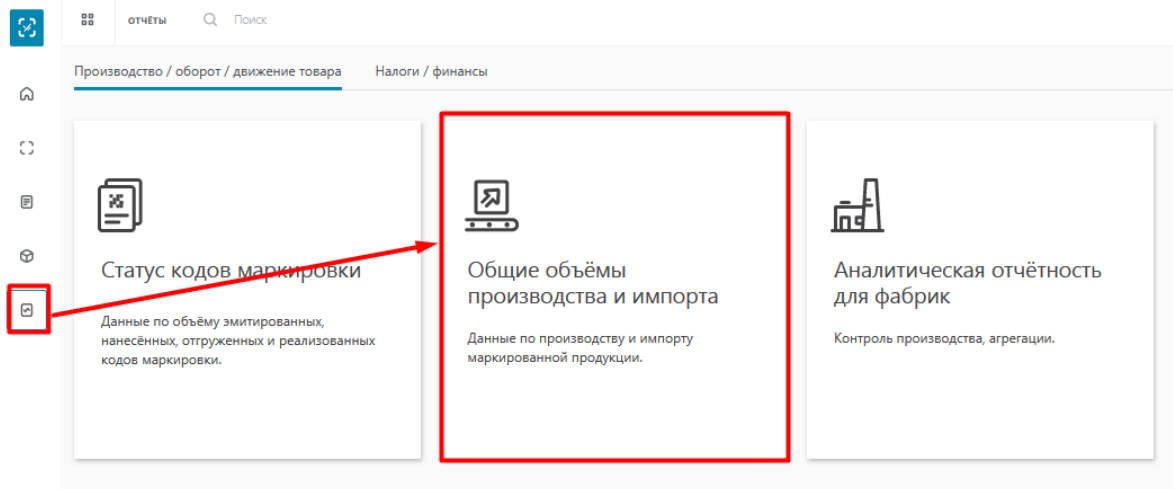 ОТЧЁТЫ
Поиск
Производство / оборот / движение товара
Налоги / финансы
Статус кодов маркировки
Данные по объёму эмитированных,
нанесённых, отгруженных и реализованных
кодов маркировки.
Общие объёмы
производства и импорта
Данные по производству и импорту
маркированной продукции.
Аналитическая отчётность
для фабрик
Контроль производства, агрегации.